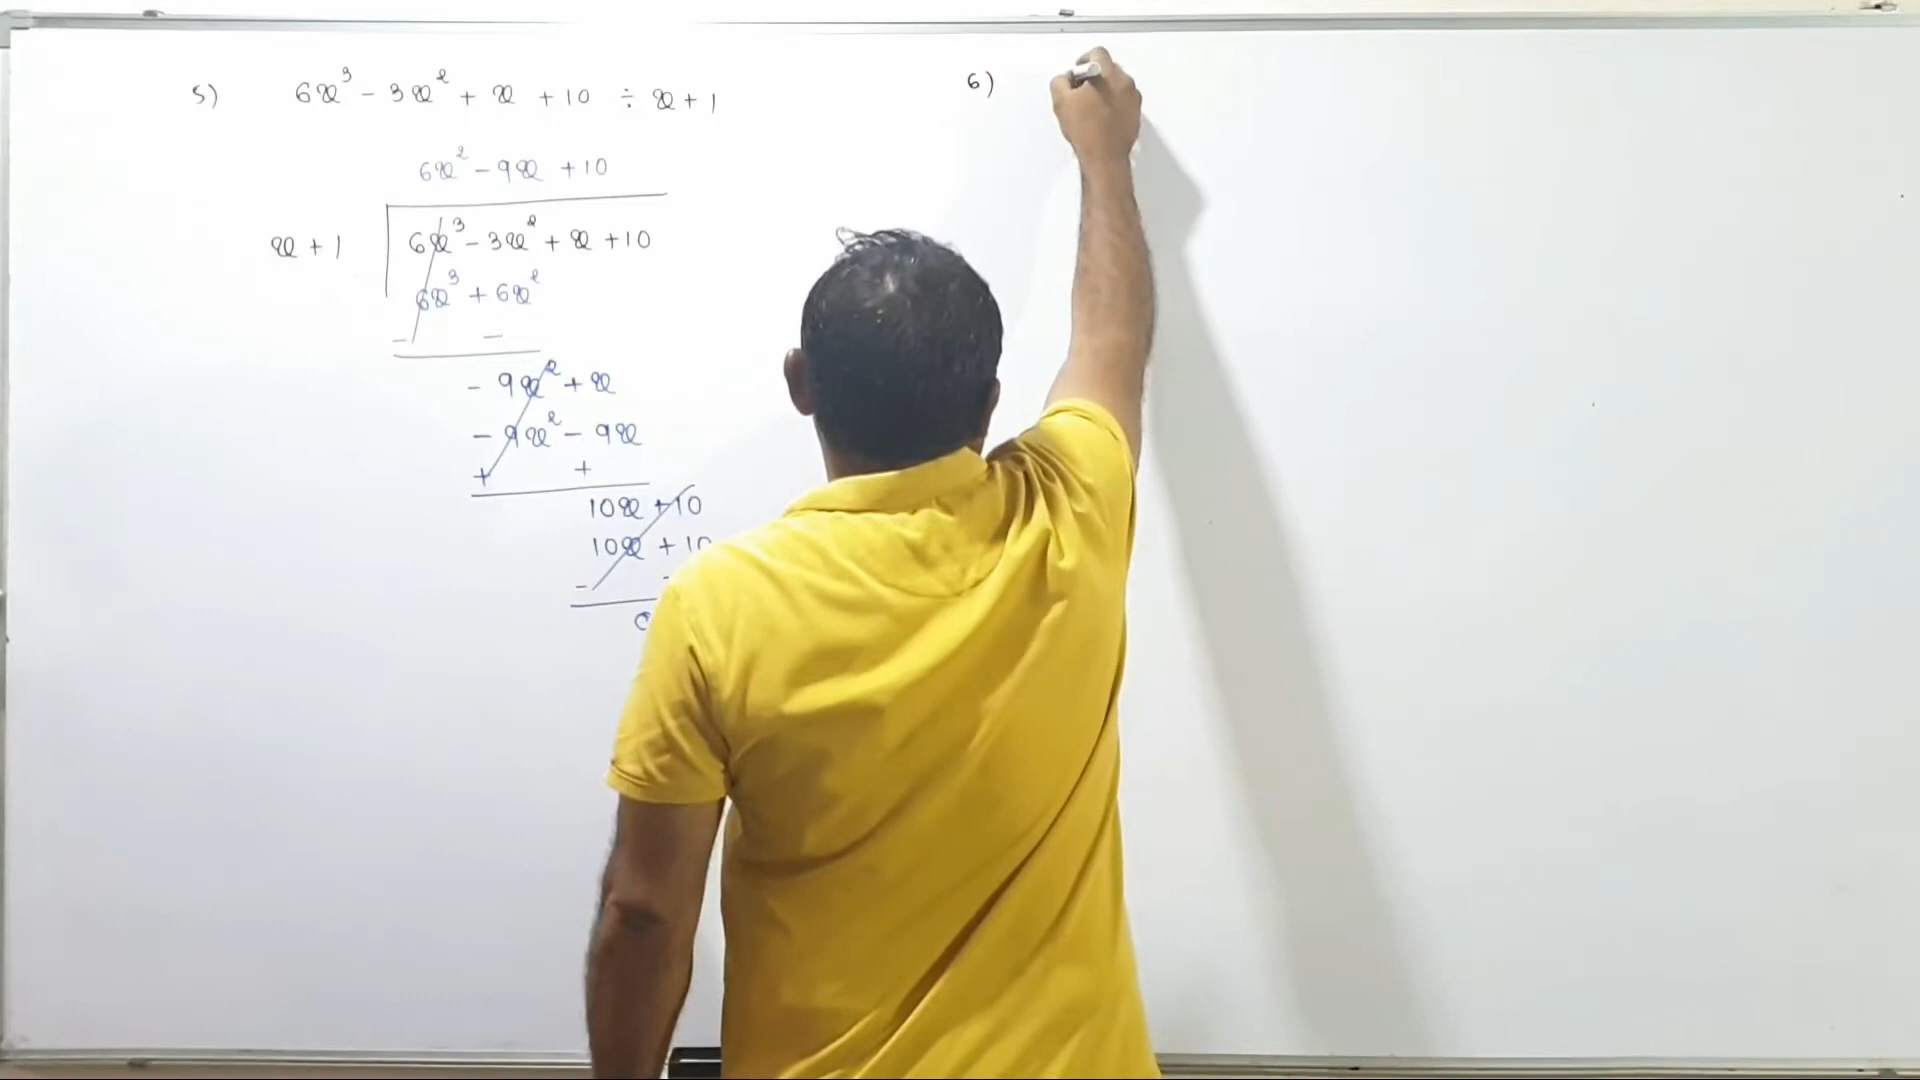 5) 6x³ - 3x² + x + 10 ÷ x + 1
6x² - 9x + 10
x + 1 6x³ - 3x² + x + 10
6x³ + 6x²
- -
- 9x² + x
- 9x² - 9x
+ +
10x + 10
10x + 10
- -
0
6)